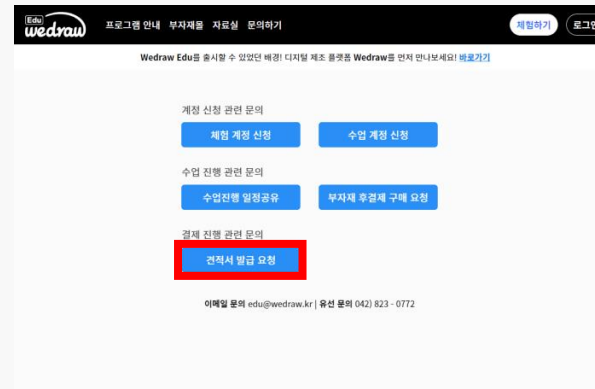 Edu
wedraw
프로그램 안내 부자재몰 자료실 문의하기
체험하기
로그인
Wedraw Edu를 출시할 수 있었던 배경! 디지털 제조 플랫폼 Wedraw를 먼저 만나보세요! 바로가기
계정 신청 관련 문의
체험 계정 신청
수업 계정 신청
수업 진행 관련 문의
수업진행 일정공유
부자재 후결제 구매 요청
결제 진행 관련 문의
견적서 발급 요청
이메일 문의 edu@wedraw.kr | 유선 문의 042) 823 - 0772